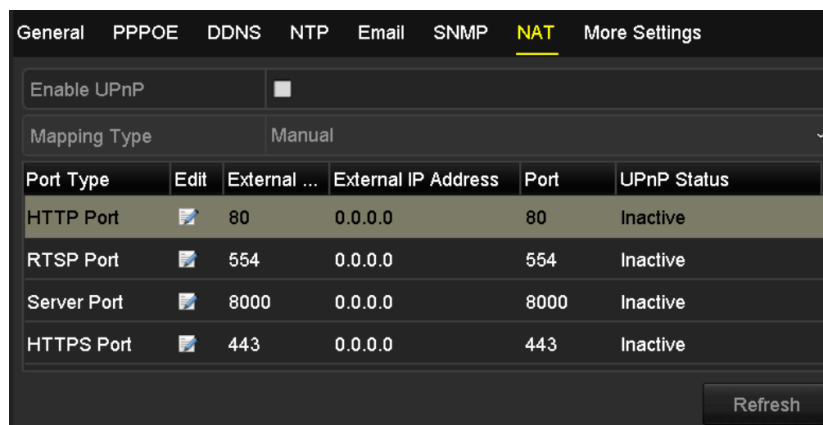 General PPPOE DDNS NTP Email SNMP NAT More Settings
Enable UPnP
Mapping Type Manual
Port Type Edit External ... External IP Address Port UPnP Status
HTTP Port 80 0.0.0.0 80 Inactive
RTSP Port 554 0.0.0.0 554 Inactive
Server Port 8000 0.0.0.0 8000 Inactive
HTTPS Port 443 0.0.0.0 443 Inactive
Refresh